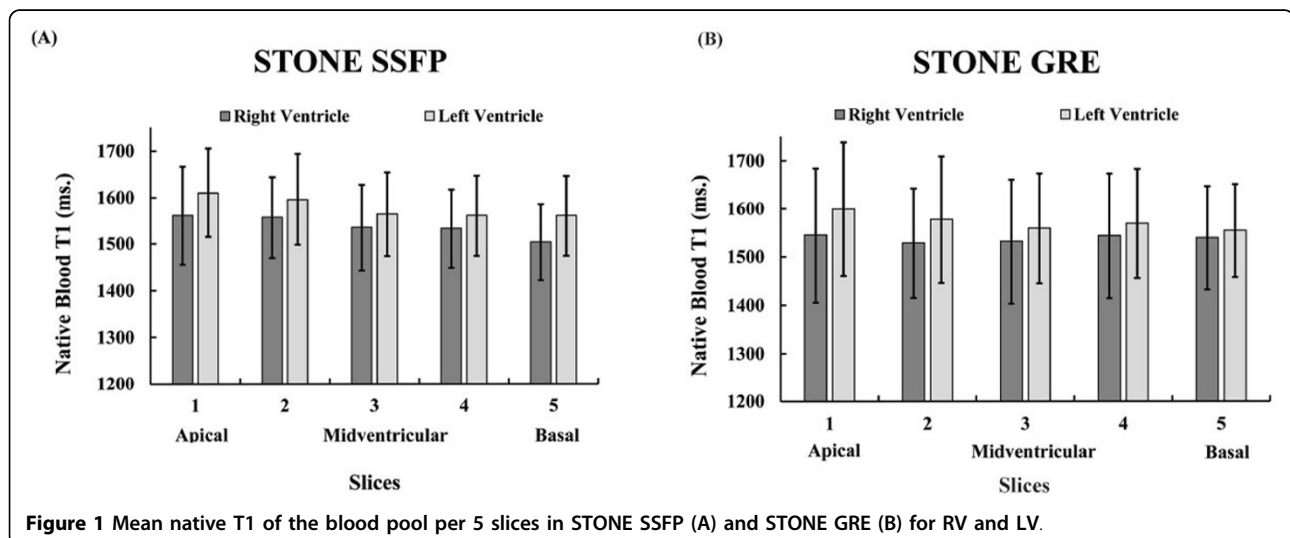 (A)
STONE SSFP
Right Ventricle Left Ventricle
Native Blood T1 (ms.)
1700
1600
1500
1400
1300
1200
1 2 3 4 5
Apical Midventricular Basal
Slices
(B)
STONE GRE
Right Ventricle Left Ventricle
Native Blood T1 (ms.)
1700
1600
1500
1400
1300
1200
1 2 3 4 5
Apical Midventricular Basal
Slices
Figure 1 Mean native T1 of the blood pool per 5 slices in STONE SSFP (A) and STONE GRE (B) for RV and LV.